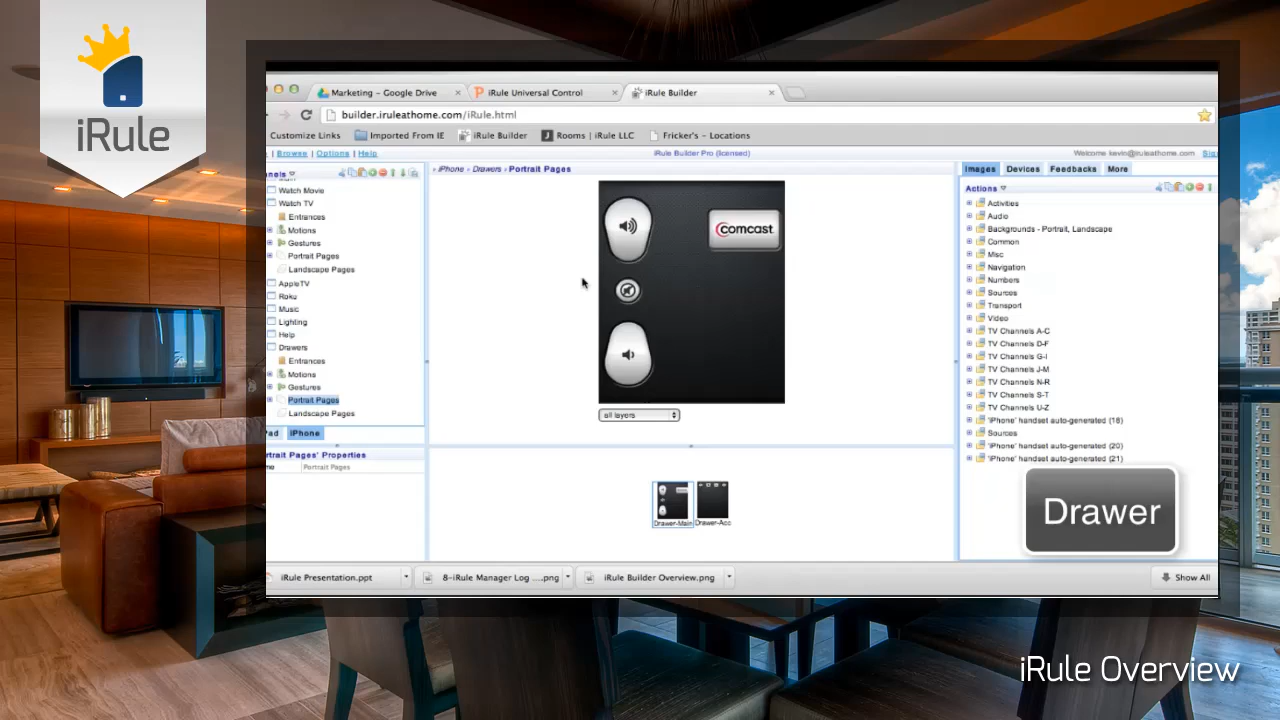 iRule
Marketing – Google Drive
iRule Universal Control
iRule Builder
builder.iruleathome.com/iRule.html
Customize Links
Imported From IE
iRule Builder
Rooms | iRule LLC
Fricker's – Locations
| Browse | Options | Help
iRule Builder Pro (licensed)
Welcome kevin@iruleathome.com
nels
› iPhone › Drawers › Portrait Pages
Images
Devices
Feedbacks
More
Actions
Watch Movie
Watch TV
Entrances
Motions
Gestures
Portrait Pages
Landscape Pages
AppleTV
Roku
Music
Lighting
Help
Drawers
Entrances
Motions
Gestures
Portrait Pages
Landscape Pages
Pad
iPhone
rtrait Pages' Properties
me
Portrait Pages
Comcast
all layers
Drawer-Main
Drawer-Acc
Activities
Audio
Backgrounds - Portrait, Landscape
Common
Misc
Navigation
Numbers
Sources
Transport
Video
TV Channels A-C
TV Channels D-F
TV Channels G-I
TV Channels J-M
TV Channels N-R
TV Channels S-T
TV Channels U-Z
'iPhone' handset auto-generated (18)
Sources
'iPhone' handset auto-generated (20)
'iPhone' handset auto-generated (21)
Drawer
iRule Presentation.ppt
8-iRule Manager Log ....png
iRule Builder Overview.png
Show All
iRule Overview